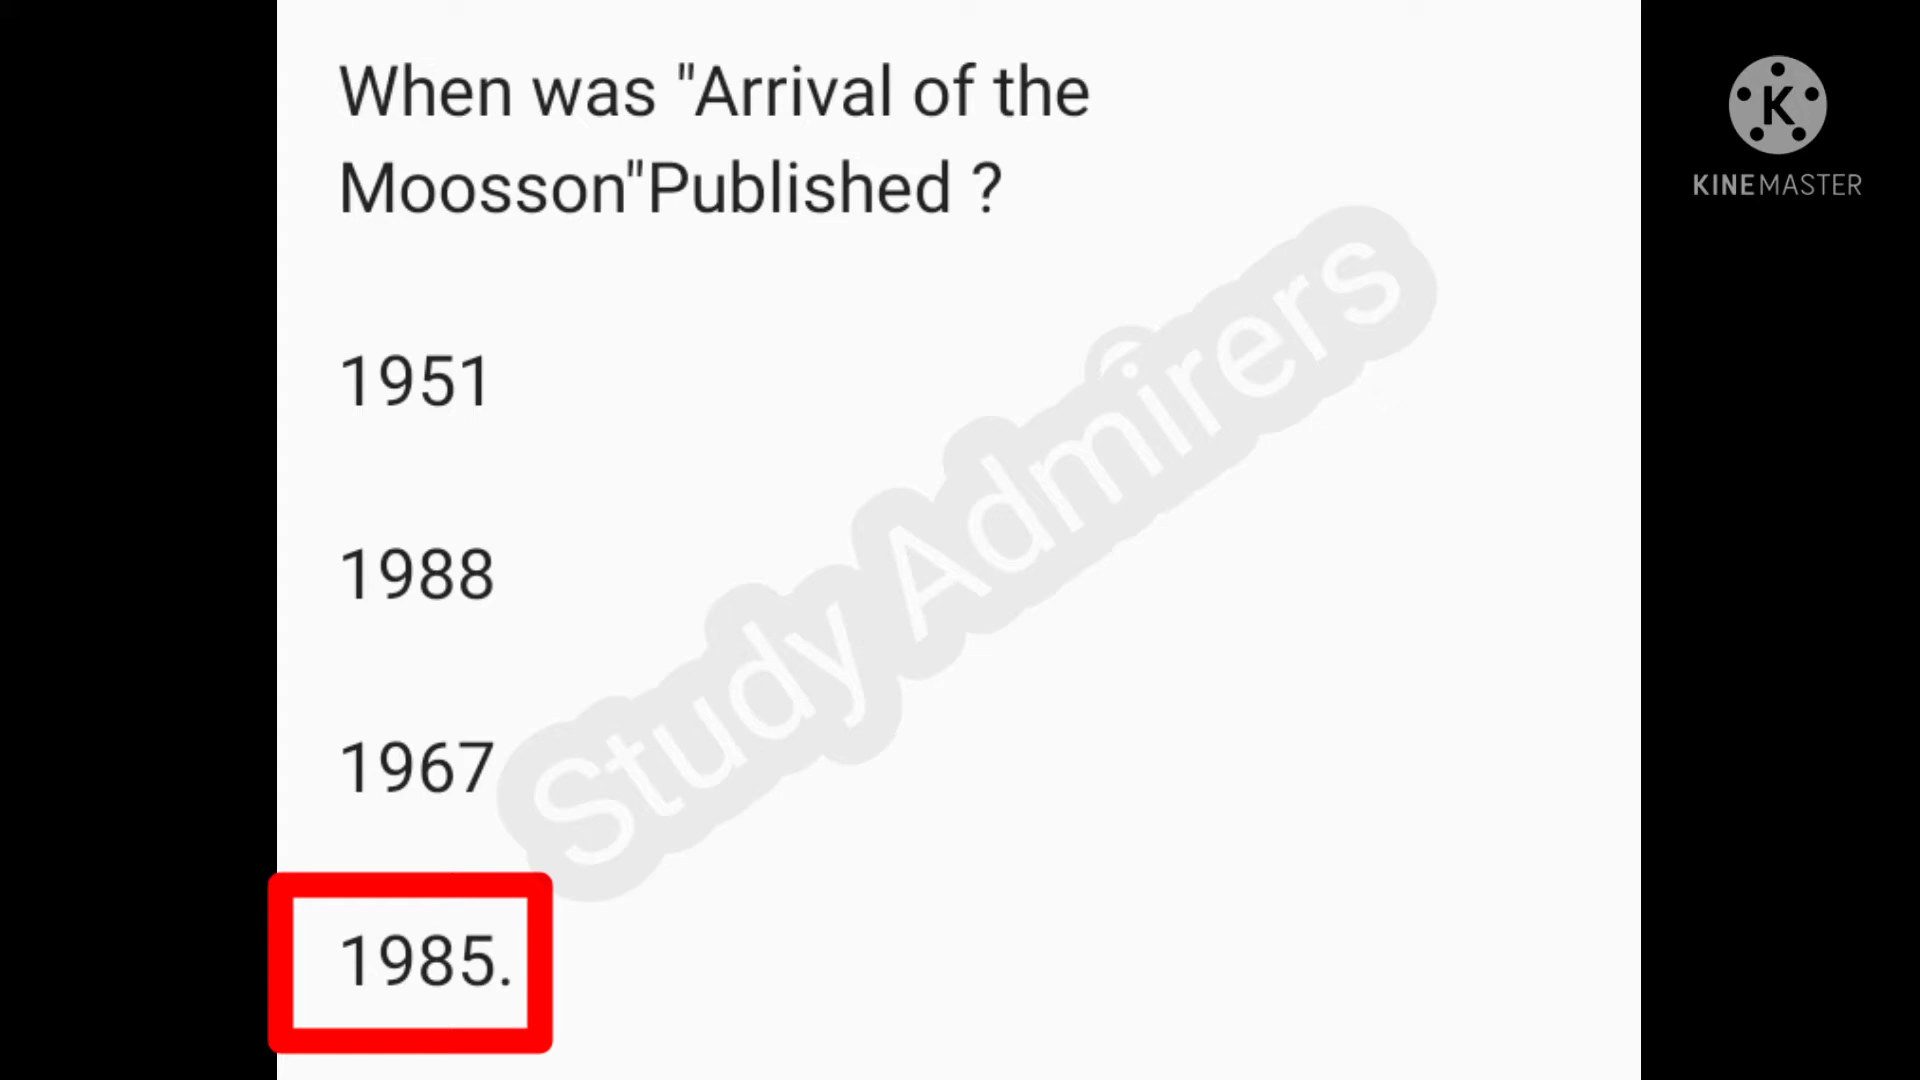 When was "Arrival of the
Moosson"Published ?
1951
1988
1967
1985.
Study Admirers
K
KINEMASTER